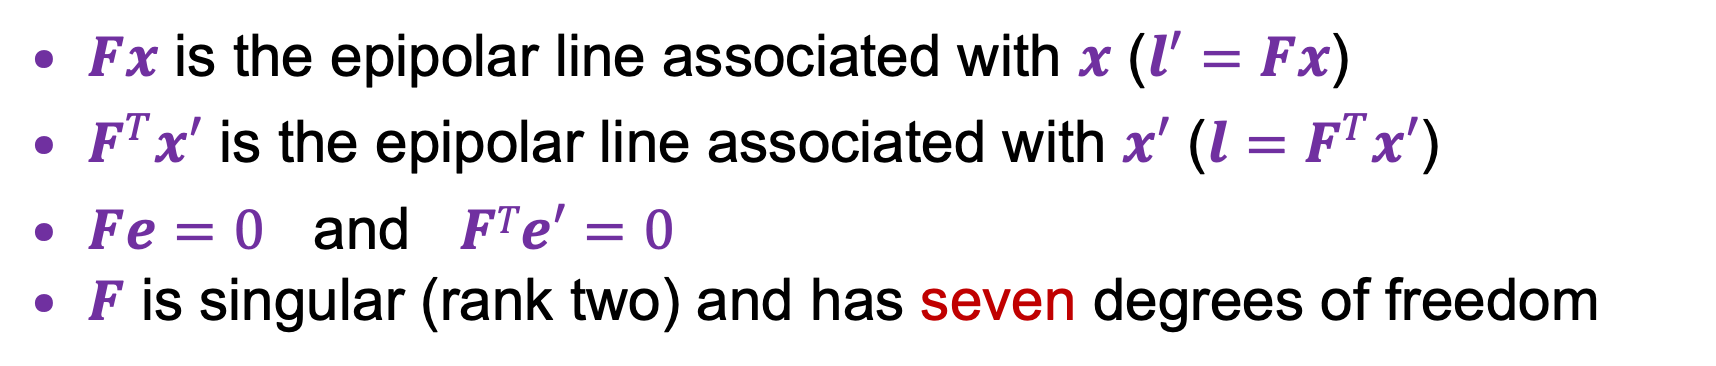 • Fx is the epipolar line associated with x (l′ = Fx)
• Fᵀx′ is the epipolar line associated with x′ (l = Fᵀx′)
• Fe = 0 and Fᵀe′ = 0
• F is singular (rank two) and has seven degrees of freedom